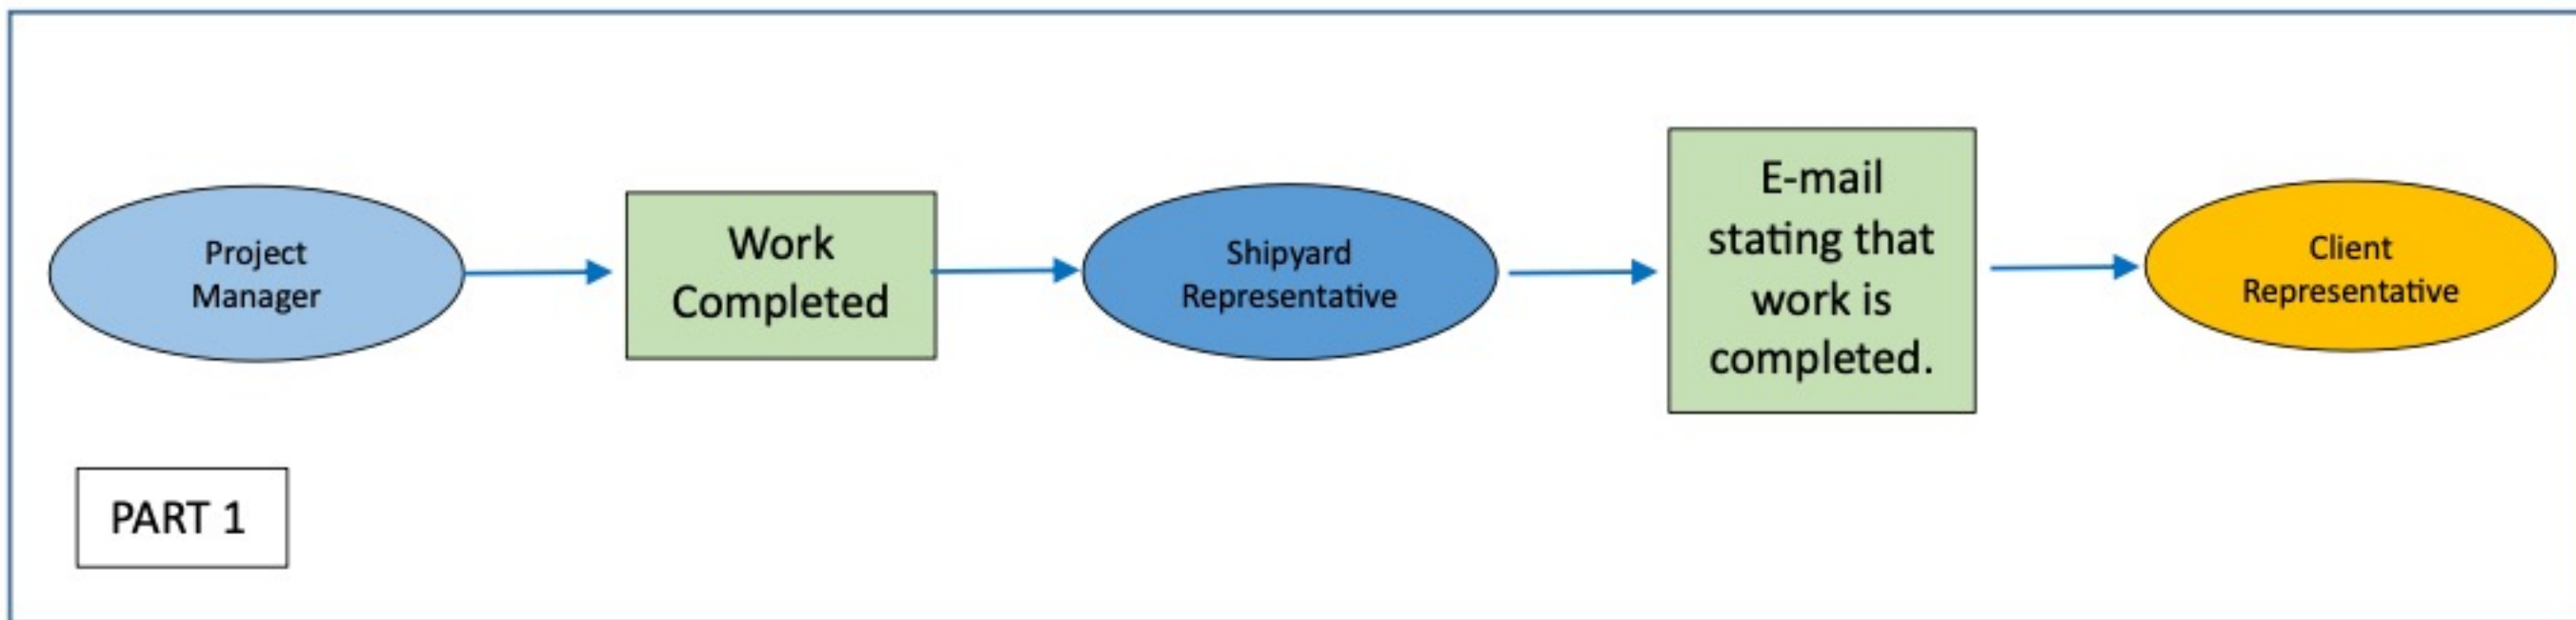 Project
Manager
Work
Completed
Shipyard
Representative
E-mail
stating that
work is
completed.
Client
Representative
PART 1